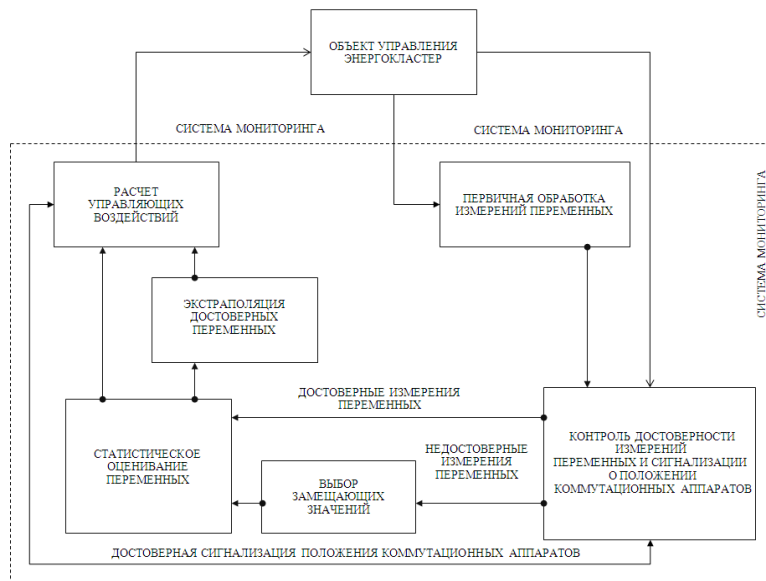 ОБЪЕКТ УПРАВЛЕНИЯ
ЭНЕРГОКЛАСТЕР
СИСТЕМА МОНИТОРИНГА
СИСТЕМА МОНИТОРИНГА
РАСЧЕТ
УПРАВЛЯЮЩИХ
ВОЗДЕЙСТВИЙ
ПЕРВИЧНАЯ ОБРАБОТКА
ИЗМЕРЕНИЙ ПЕРЕМЕННЫХ
СИСТЕМА МОНИТОРИНГА
ЭКСТРАПОЛЯЦИЯ
ДОСТОВЕРНЫХ
ПЕРЕМЕННЫХ
ДОСТОВЕРНЫЕ ИЗМЕРЕНИЯ
ПЕРЕМЕННЫХ
СТАТИСТИЧЕСКОЕ
ОЦЕНИВАНИЕ
ПЕРЕМЕННЫХ
НЕДОСТОВЕРНЫЕ
ИЗМЕРЕНИЯ
ПЕРЕМЕННЫХ
КОНТРОЛЬ ДОСТОВЕРНОСТИ
ИЗМЕРЕНИЙ
ПЕРЕМЕННЫХ И СИГНАЛИЗАЦИИ
О ПОЛОЖЕНИИ
КОММУТАЦИОННЫХ АППАРАТОВ
ВЫБОР
ЗАМЕЩАЮЩИХ
ЗНАЧЕНИЙ
ДОСТОВЕРНАЯ СИГНАЛИЗАЦИЯ ПОЛОЖЕНИЯ КОММУТАЦИОННЫХ АППАРАТОВ